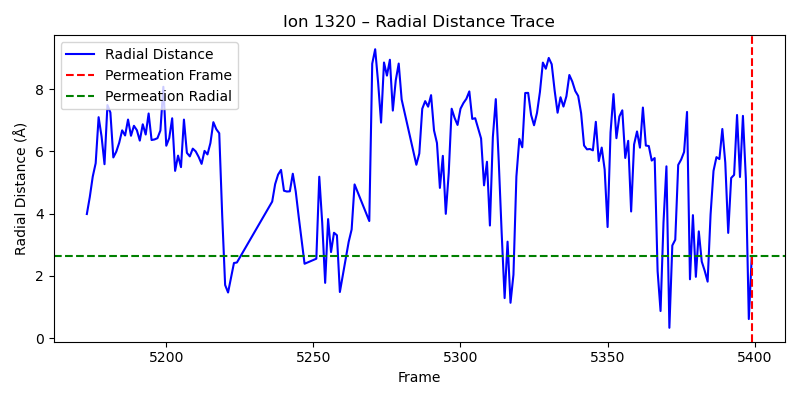 Ion 1320 – Radial Distance Trace
Radial Distance
Permeation Frame
Permeation Radial
Radial Distance (Å)
8
6
4
2
0
5200
5250
5300
5350
5400
Frame